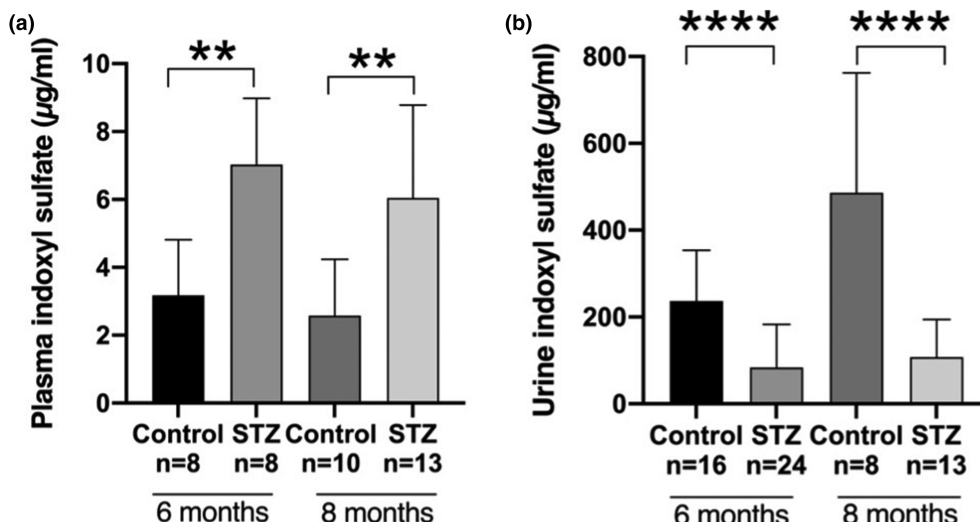 (a)
**
**
Plasma indoxyl sulfate (µg/ml)
10
8
6
4
2
0
Control STZ Control STZ
n=8 n=8 n=10 n=13
6 months 8 months
(b)
****
****
Urine indoxyl sulfate (µg/ml)
800
600
400
200
0
Control STZ Control STZ
n=16 n=24 n=8 n=13
6 months 8 months